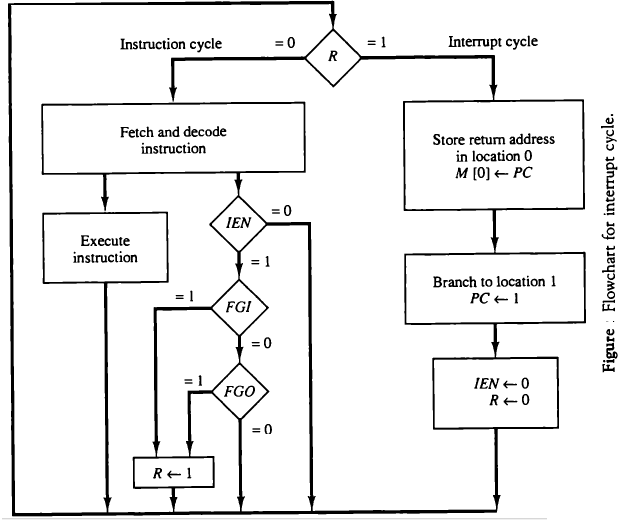 Instruction cycle
= 0
R
= 1
Interrupt cycle
Fetch and decode
instruction
Store return address
in location 0
M [0] ← PC
Execute
instruction
IEN
= 0
= 1
Branch to location 1
PC ← 1
= 1
FGI
= 0
= 1
FGO
= 0
IEN ← 0
R ← 0
R ← 1
Figure : Flowchart for interrupt cycle.